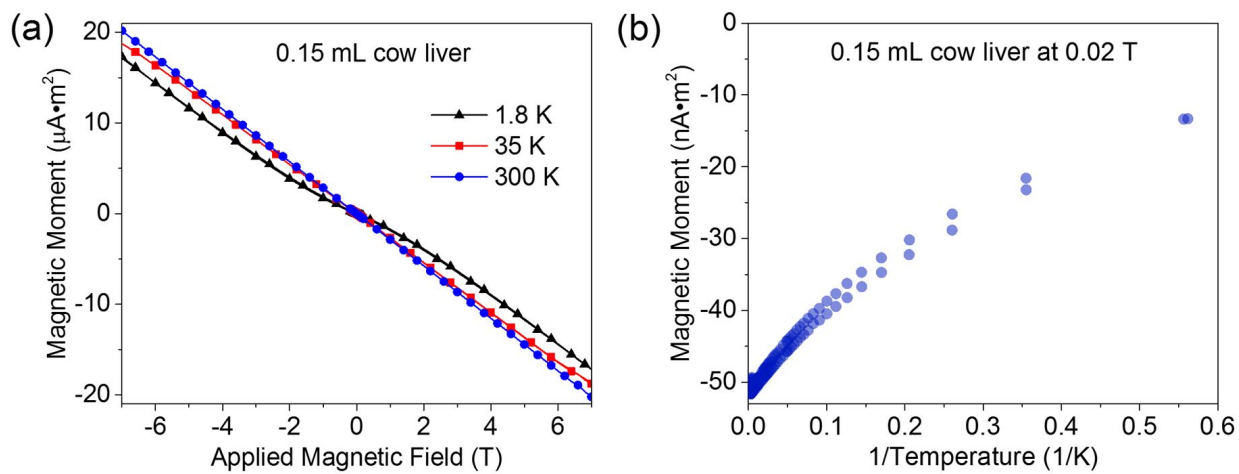 (a)
0.15 mL cow liver
1.8 K
35 K
300 K
20
10
0
-10
-20
Magnetic Moment (μA•m²)
-6 -4 -2 0 2 4 6
Applied Magnetic Field (T)
(b)
0.15 mL cow liver at 0.02 T
0
-10
-20
-30
-40
-50
Magnetic Moment (nA•m²)
0.0 0.1 0.2 0.3 0.4 0.5 0.6
1/Temperature (1/K)